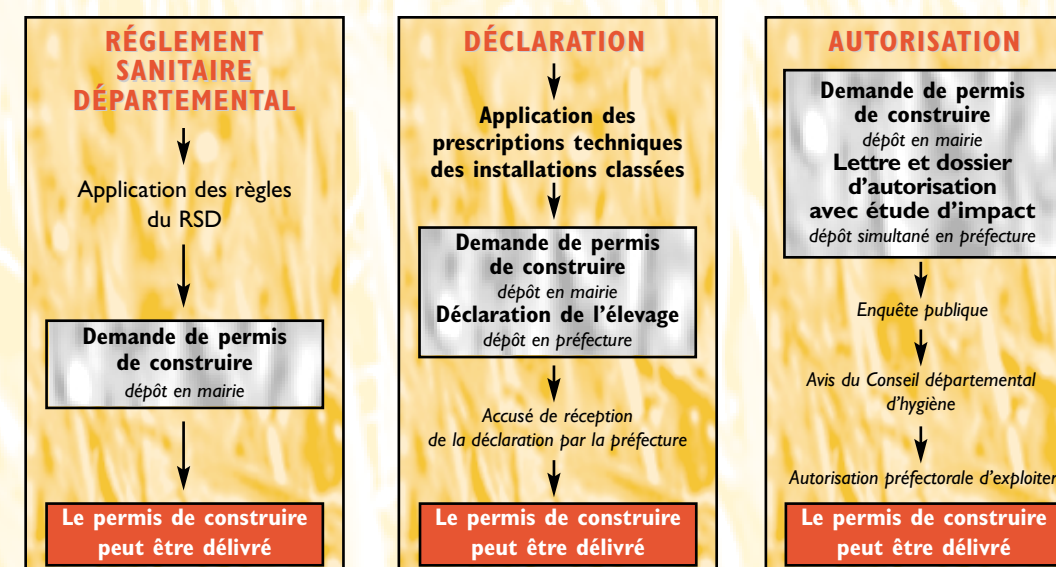 RÉGLEMENT
SANITAIRE
DÉPARTEMENTAL
Application des règles
du RSD
Demande de permis
de construire
dépôt en mairie
Le permis de construire
peut être délivré
DÉCLARATION
Application des
prescriptions techniques
des installations classées
Demande de permis
de construire
dépôt en mairie
Déclaration de l'élevage
dépôt en préfecture
Accusé de réception
de la déclaration par la préfecture
Le permis de construire
peut être délivré
AUTORISATION
Demande de permis
de construire
dépôt en mairie
Lettre et dossier
d'autorisation
avec étude d'impact
dépôt simultané en préfecture
Enquête publique
Avis du Conseil départemental
d'hygiène
Autorisation préfectorale d'exploiter
Le permis de construire
peut être délivré